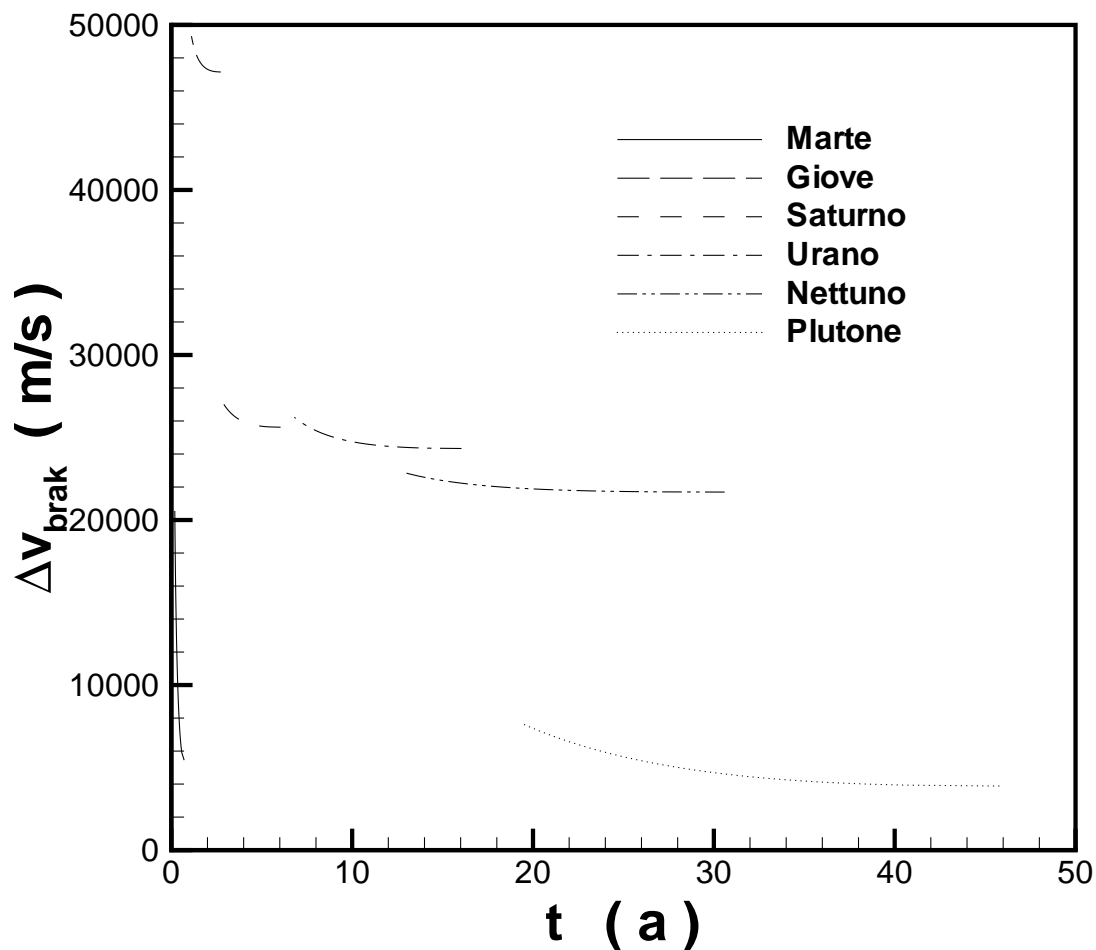 50000
40000
30000
20000
10000
0
Δv_brak ( m/s )
Marte
Giove
Saturno
Urano
Nettuno
Plutone
0 10 20 30 40 50
t ( a )